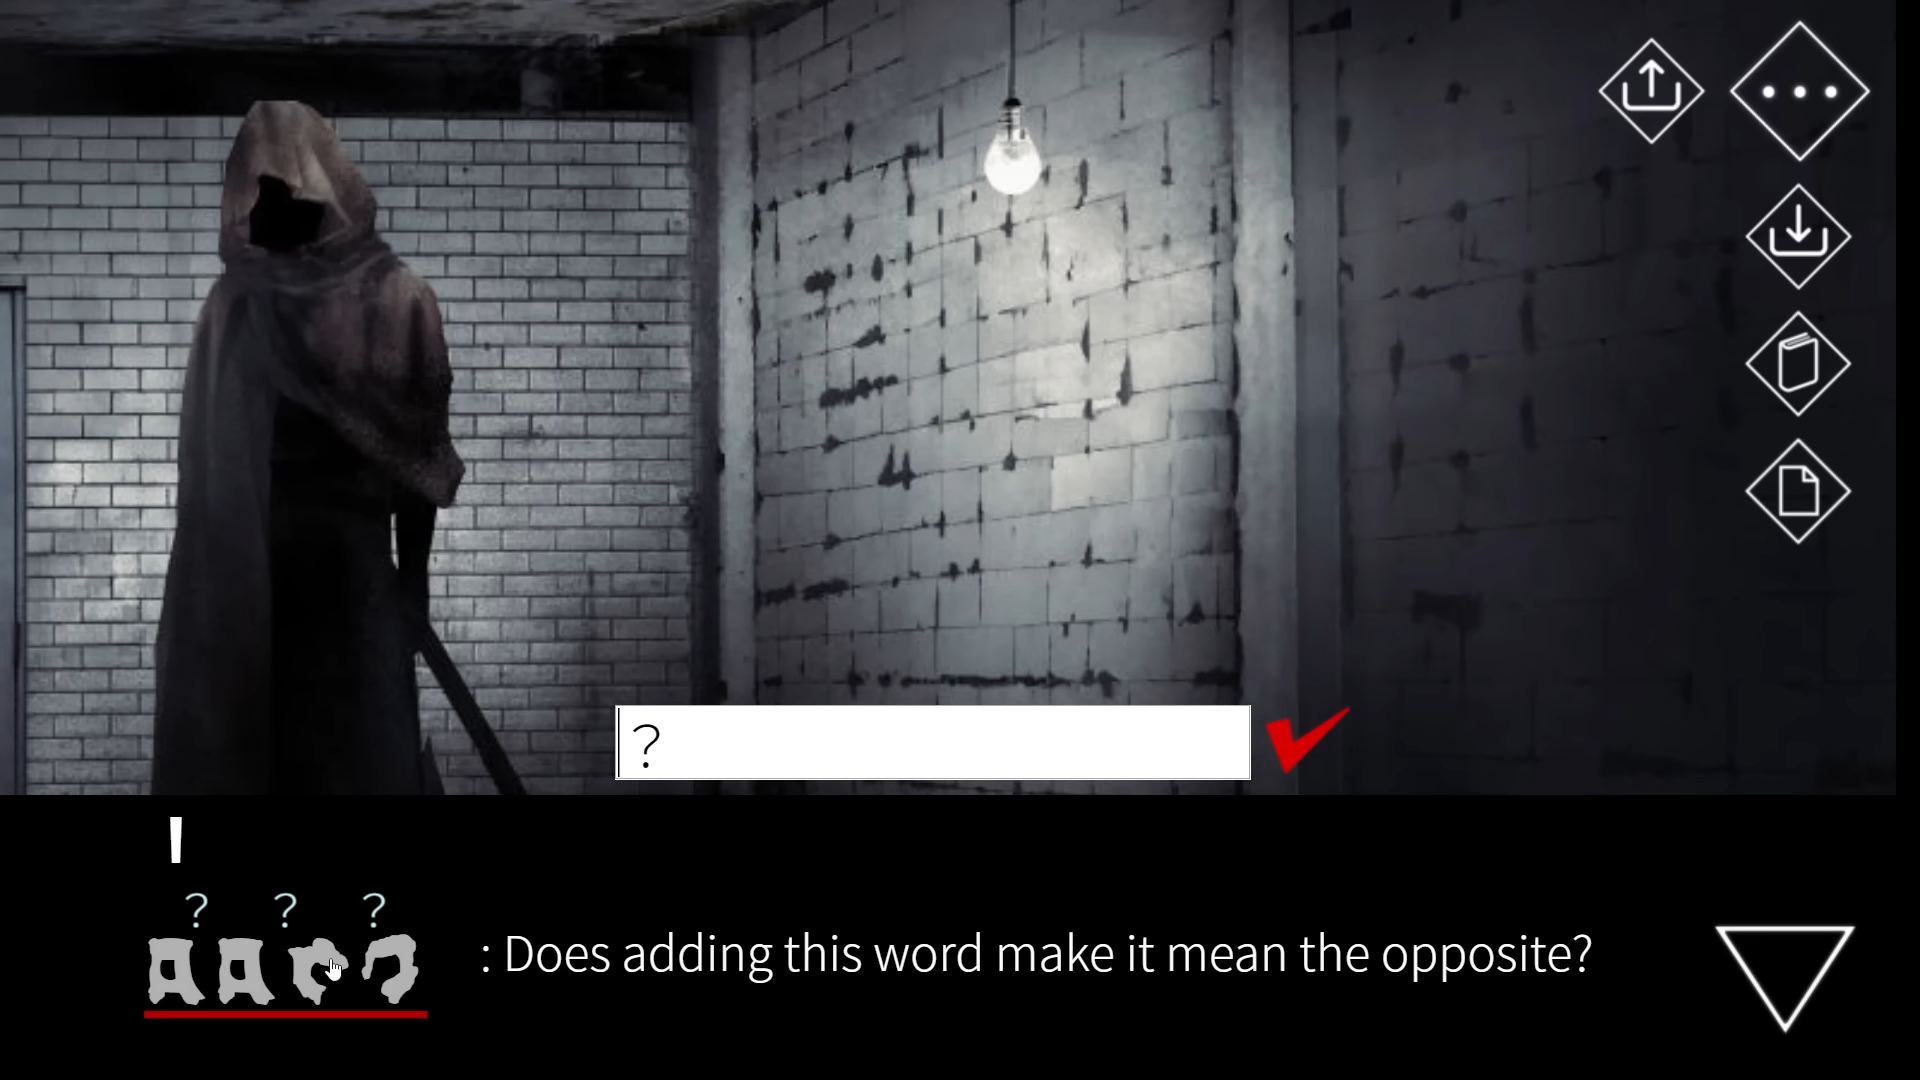 ?
? ? ?
: Does adding this word make it mean the opposite?